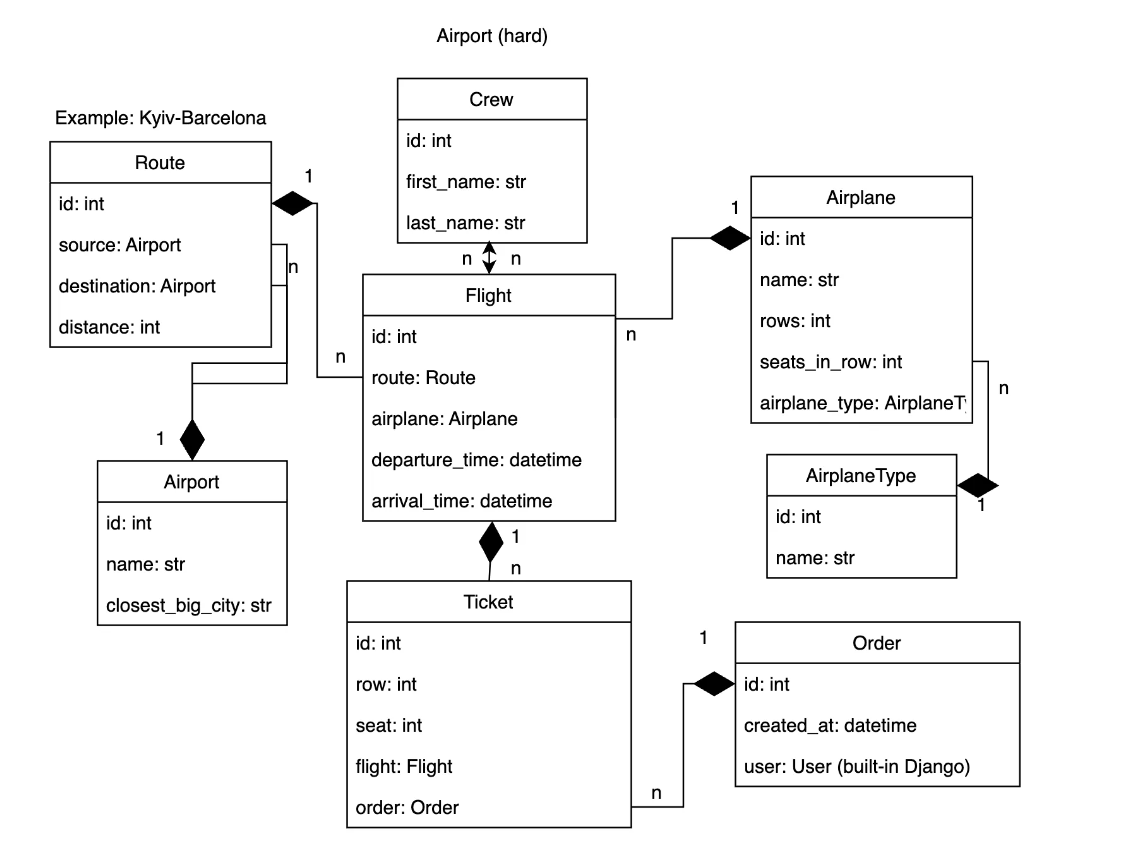 Airport (hard)
Example: Kyiv-Barcelona
Route
id: int
source: Airport
destination: Airport
distance: int
1
n
n
1
Airport
id: int
name: str
closest_big_city: str
Crew
id: int
first_name: str
last_name: str
n n
Flight
id: int
route: Route
airplane: Airplane
departure_time: datetime
arrival_time: datetime
1
n
Ticket
id: int
row: int
seat: int
flight: Flight
order: Order
1
n
Airplane
id: int
name: str
rows: int
seats_in_row: int
airplane_type: AirplaneTy
n
1
AirplaneType
id: int
name: str
1
n
Order
id: int
created_at: datetime
user: User (built-in Django)